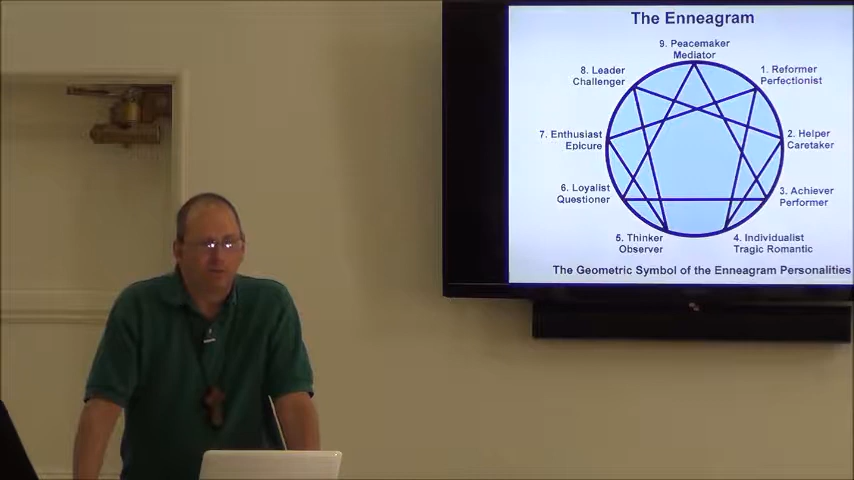 The Enneagram
9. Peacemaker
Mediator
8. Leader
Challenger
1. Reformer
Perfectionist
7. Enthusiast
Epicure
2. Helper
Caretaker
6. Loyalist
Questioner
3. Achiever
Performer
5. Thinker
Observer
4. Individualist
Tragic Romantic
The Geometric Symbol of the Enneagram Personalities